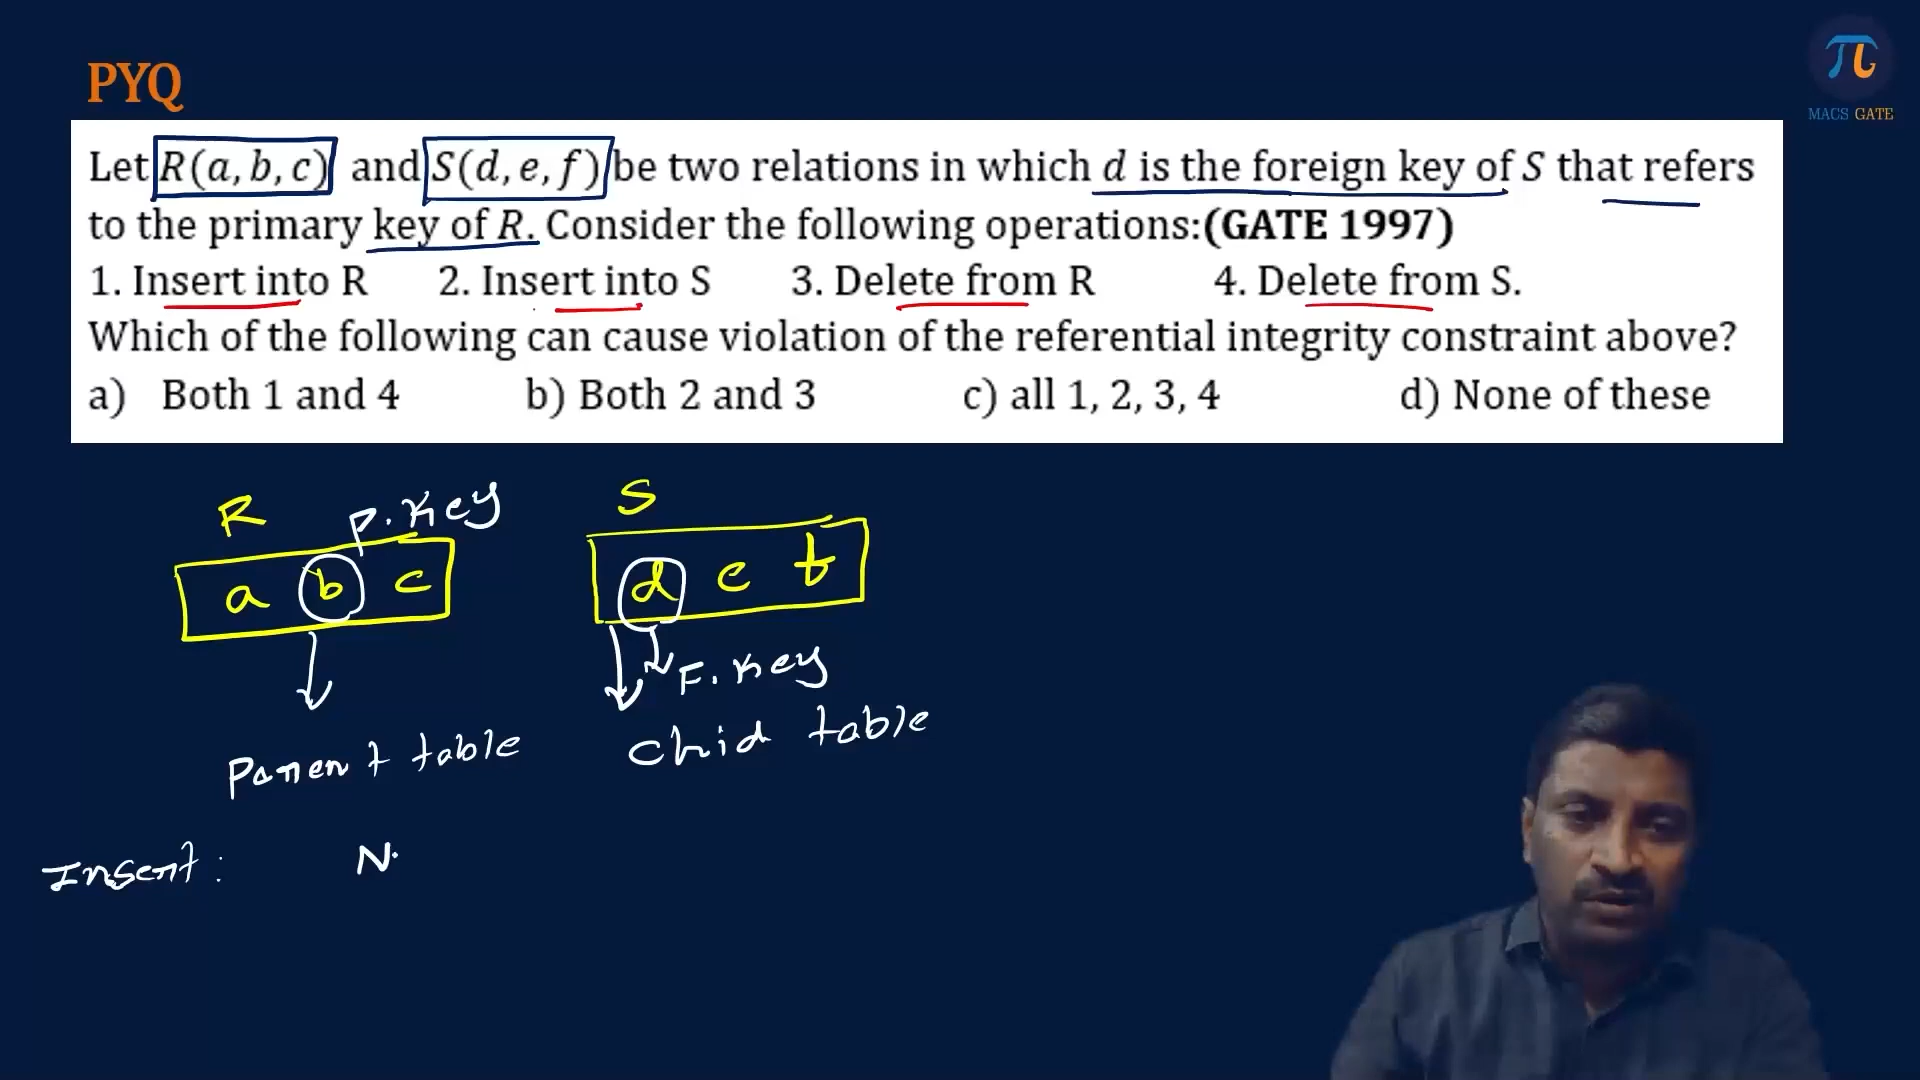 PYQ
MACS GATE
Let R(a, b, c) and S(d, e, f) be two relations in which d is the foreign key of S that refers
to the primary key of R. Consider the following operations:(GATE 1997)
1. Insert into R 2. Insert into S 3. Delete from R 4. Delete from S.
Which of the following can cause violation of the referential integrity constraint above?
a) Both 1 and 4 b) Both 2 and 3 c) all 1, 2, 3, 4 d) None of these
R P. Key S
a b c d e f
F. Key
Parent table Chid table
Insert: N.